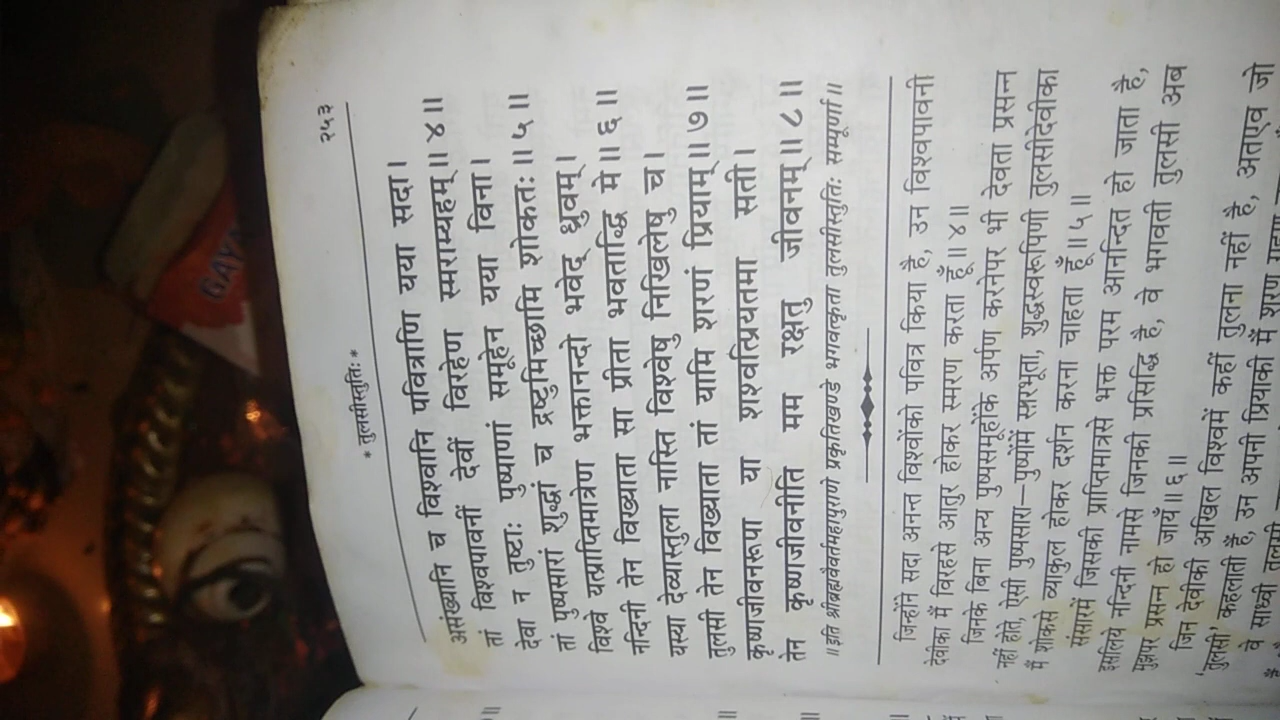 * तुलसीस्तुतिः *
२५३
असंख्यानि च विश्वानि पवित्राणि यया सदा।
तां विश्वपावनीं देवीं विरहेण स्मराम्यहम्॥ ४॥
देवा न तुष्टाः पुष्पाणां समूहेन यया विना।
तां पुष्पसारां शुद्धां च द्रष्टुमिच्छामि शोकतः॥ ५॥
विश्वे यत्प्राप्तिमात्रेण भक्तानन्दो भवेद् ध्रुवम्।
नन्दिनी तेन विख्याता सा प्रीता भवताद्धि मे॥ ६॥
यस्या देव्यास्तुला नास्ति विश्वेषु निखिलेषु च।
तुलसी तेन विख्याता तां यामि शरणं प्रियाम्॥ ७॥
कृष्णजीवनरूपा या शश्वत्प्रियतमा सती।
तेन कृष्णजीवनीति मम रक्षतु जीवनम्॥ ८॥
॥ इति श्रीब्रह्मवैवर्तमहापुराणे प्रकृतिखण्डे भगवत्कृता तुलसीस्तुतिः सम्पूर्णा॥
जिन्होंने सदा अनन्त विश्वोंको पवित्र किया है, उन विश्वपावनी
देवीका मैं विरहसे आतुर होकर स्मरण करता हूँ॥ ४॥
जिनके बिना अन्य पुष्पसमूहोंके अर्पण करनेपर भी देवता प्रसन्न
नहीं होते, ऐसी पुष्पसारा—पुष्पोंमें सारभूता, शुद्धस्वरूपिणी तुलसीदेवीका
मैं शोकसे व्याकुल होकर दर्शन करना चाहता हूँ॥ ५॥
संसारमें जिसकी प्राप्तिमात्रसे भक्त परम आनन्दित हो जाता है,
इसलिये नन्दिनी नामसे जिनकी प्रसिद्धि है, वे भगवती तुलसी अब
मुझपर प्रसन्न हो जायँ॥ ६॥
जिन देवीकी अखिल विश्वमें कहीं तुलना नहीं है, अतएव जो
'तुलसी' कहलाती हैं, उन अपनी प्रियाकी मैं शरण
वे साध्वी तुलसी
GAY